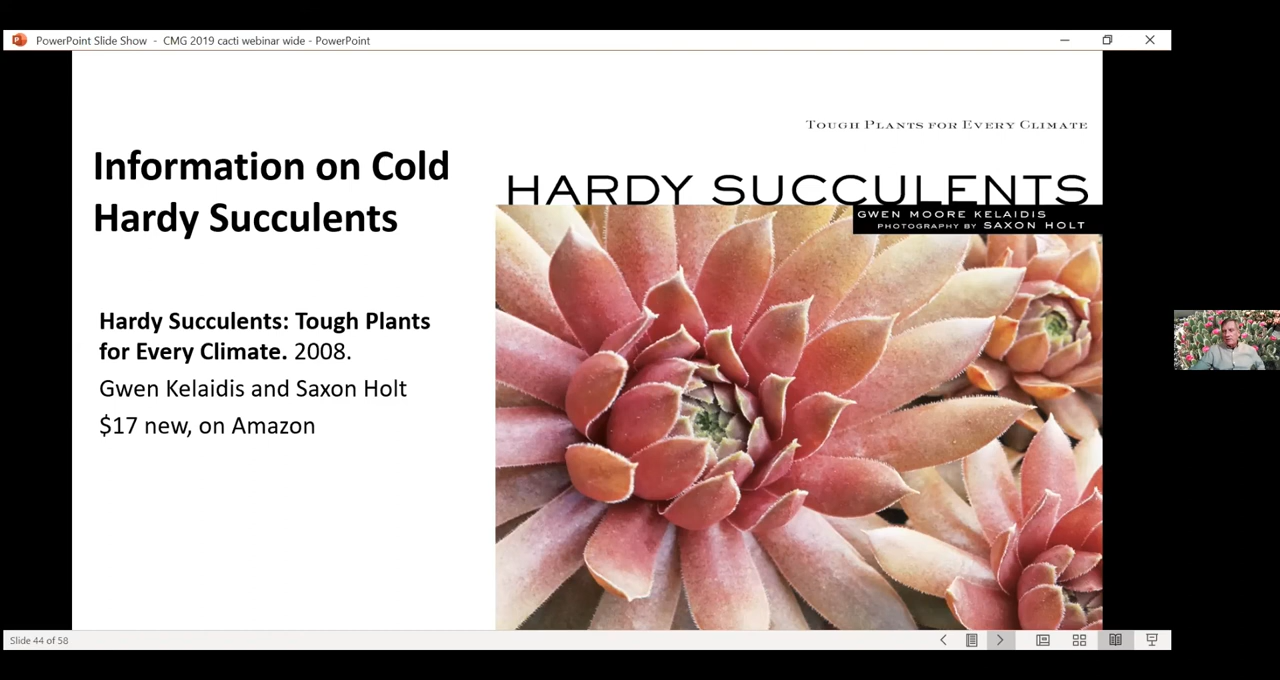 PowerPoint Slide Show - CMG 2019 cacti webinar wide - PowerPoint
Information on Cold
Hardy Succulents
Hardy Succulents: Tough Plants
for Every Climate. 2008.
Gwen Kelaidis and Saxon Holt
$17 new, on Amazon
TOUGH PLANTS FOR EVERY CLIMATE
HARDY SUCCULENTS
GWEN MOORE KELAIDIS
PHOTOGRAPHY BY SAXON HOLT
Slide 44 of 58